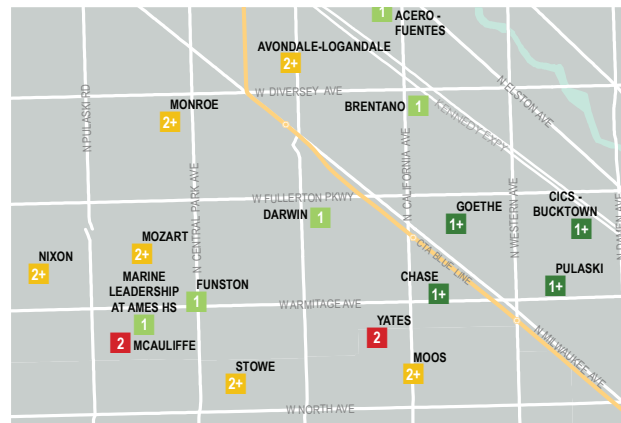 1
ACERO -
FUENTES
AVONDALE-LOGANDALE
2+
N ELSTON AVE
W DIVERSEY AVE
MONROE
2+
BRENTANO
1
KENNEDY EXPY
N PULASKI RD
N CENTRAL PARK AVE
N CALIFORNIA AVE
N WESTERN AVE
N DAMEN AVE
W FULLERTON PKWY
DARWIN
1
GOETHE
1+
CICS -
BUCKTOWN
1+
CTA BLUE LINE
NIXON
2+
MOZART
2+
MARINE
LEADERSHIP
AT AMES HS
1
FUNSTON
1
CHASE
1+
PULASKI
1+
W ARMITAGE AVE
2
MCAULIFFE
YATES
2
N MILWAUKEE AVE
STOWE
2+
MOOS
2+
W NORTH AVE